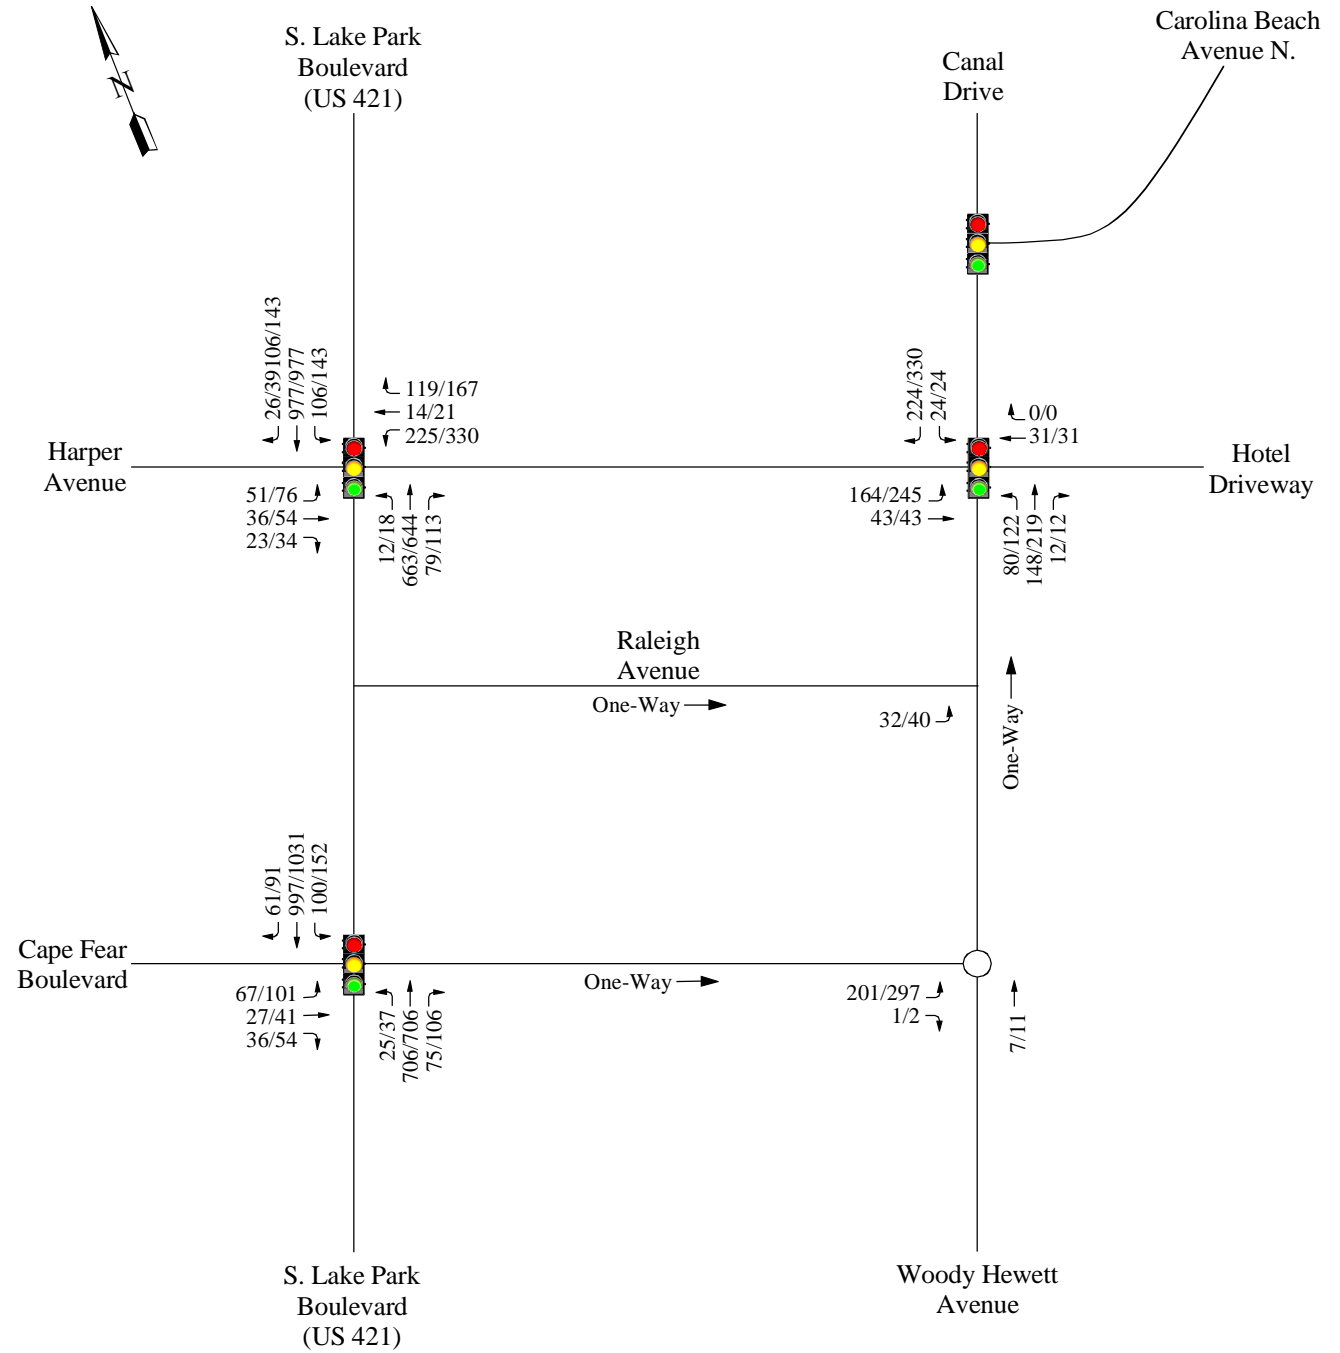 S. Lake Park
Boulevard
(US 421)
Canal
Drive
Carolina Beach
Avenue N.
N
26/39106/143
977/977
106/143
119/167
14/21
225/330
224/330
24/24
0/0
31/31
Harper
Avenue
Hotel
Driveway
51/76
36/54
23/34
12/18
663/644
79/113
164/245
43/43
80/122
148/219
12/12
Raleigh
Avenue
One-Way
32/40
One-Way
61/91
997/1031
100/152
Cape Fear
Boulevard
One-Way
67/101
27/41
36/54
25/37
706/706
75/106
201/297
1/2
7/11
S. Lake Park
Boulevard
(US 421)
Woody Hewett
Avenue